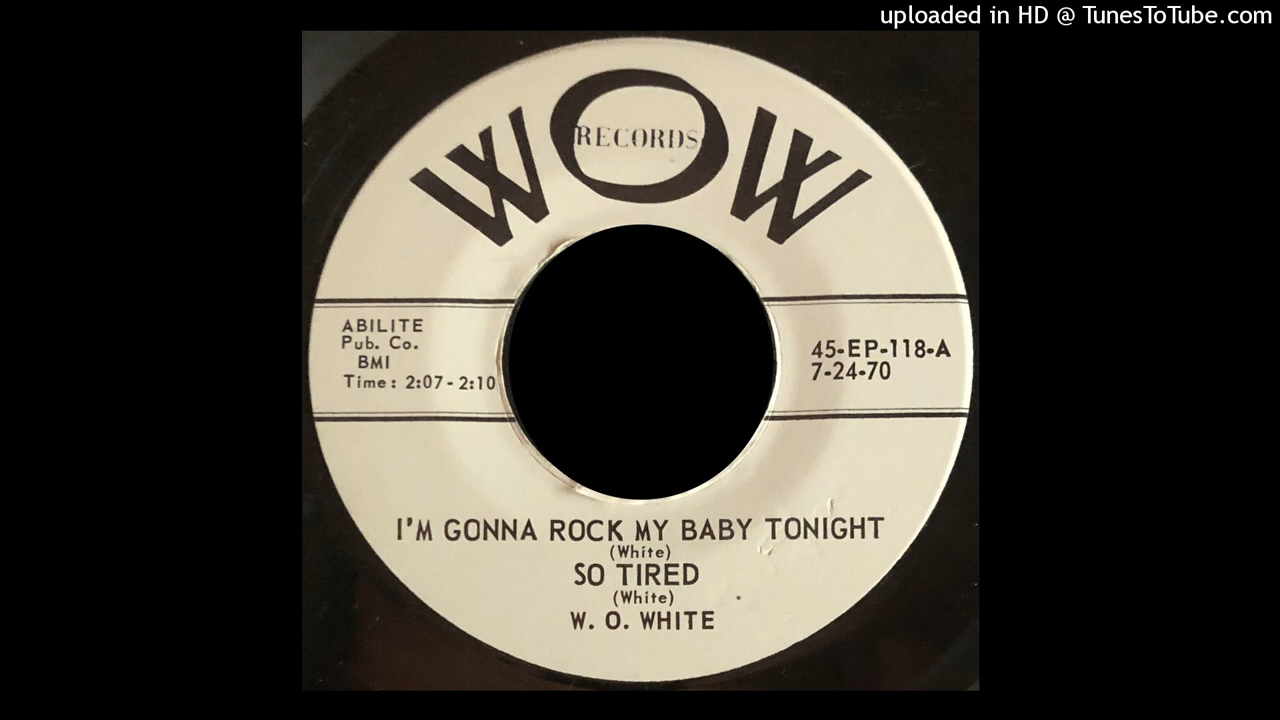 uploaded in HD @ TunesToTube.com
WOW
RECORDS
ABILITE
Pub. Co.
BMI
Time: 2:07-2:10
45-EP-118-A
7-24-70
I'M GONNA ROCK MY BABY TONIGHT
(White)
SO TIRED
(White)
W. O. WHITE